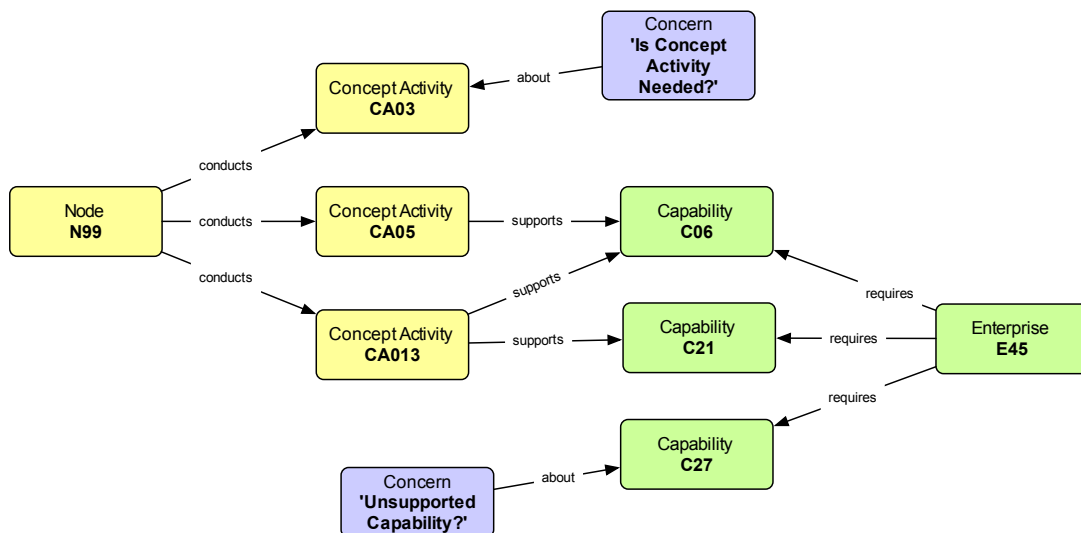 Concern
'Is Concept
Activity
Needed?'
about
Concept Activity
CA03
conducts
Node
N99
conducts
Concept Activity
CA05
supports
Capability
C06
conducts
supports
requires
Concept Activity
CA013
supports
Capability
C21
requires
Enterprise
E45
requires
Capability
C27
about
Concern
'Unsupported
Capability?'